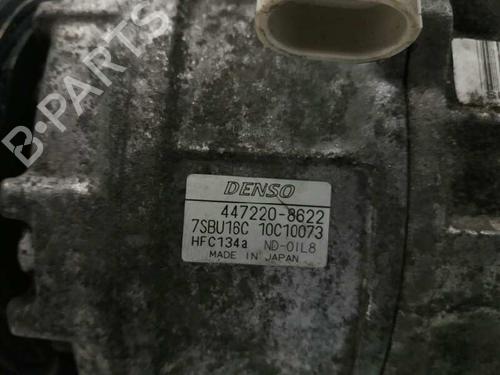 DENSO
447220-8622
7SBU16C 10C10073
HFC134a ND-OIL8
MADE IN JAPAN
B-PARTS